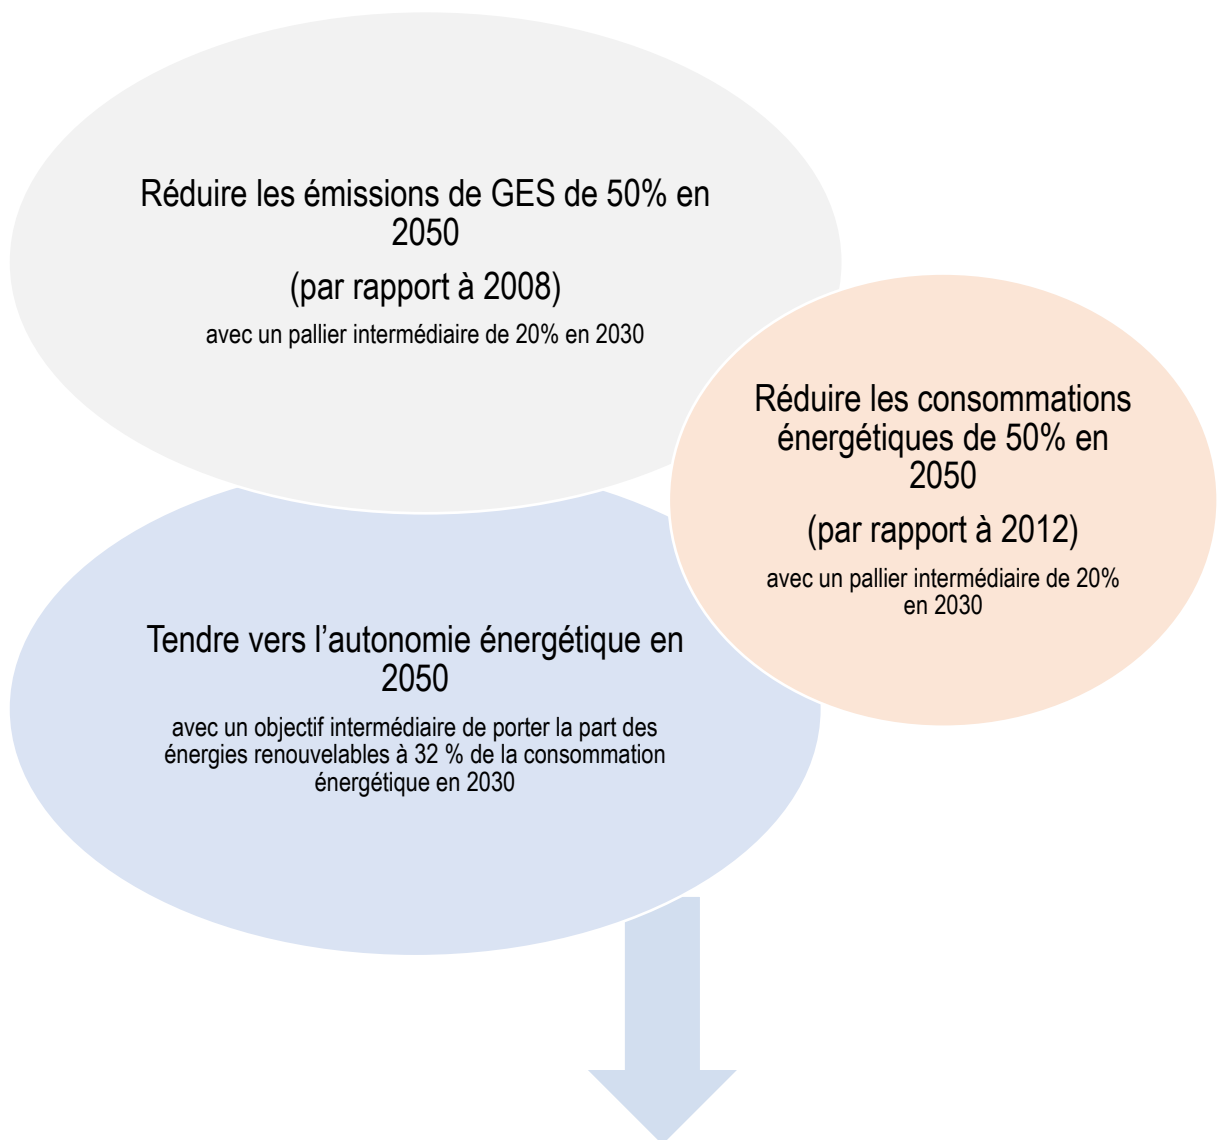 Réduire les émissions de GES de 50% en
2050
(par rapport à 2008)
avec un pallier intermédiaire de 20% en 2030
Réduire les consommations
énergétiques de 50% en
2050
(par rapport à 2012)
avec un pallier intermédiaire de 20%
en 2030
Tendre vers l’autonomie énergétique en
2050
avec un objectif intermédiaire de porter la part des
énergies renouvelables à 32 % de la consommation
énergétique en 2030